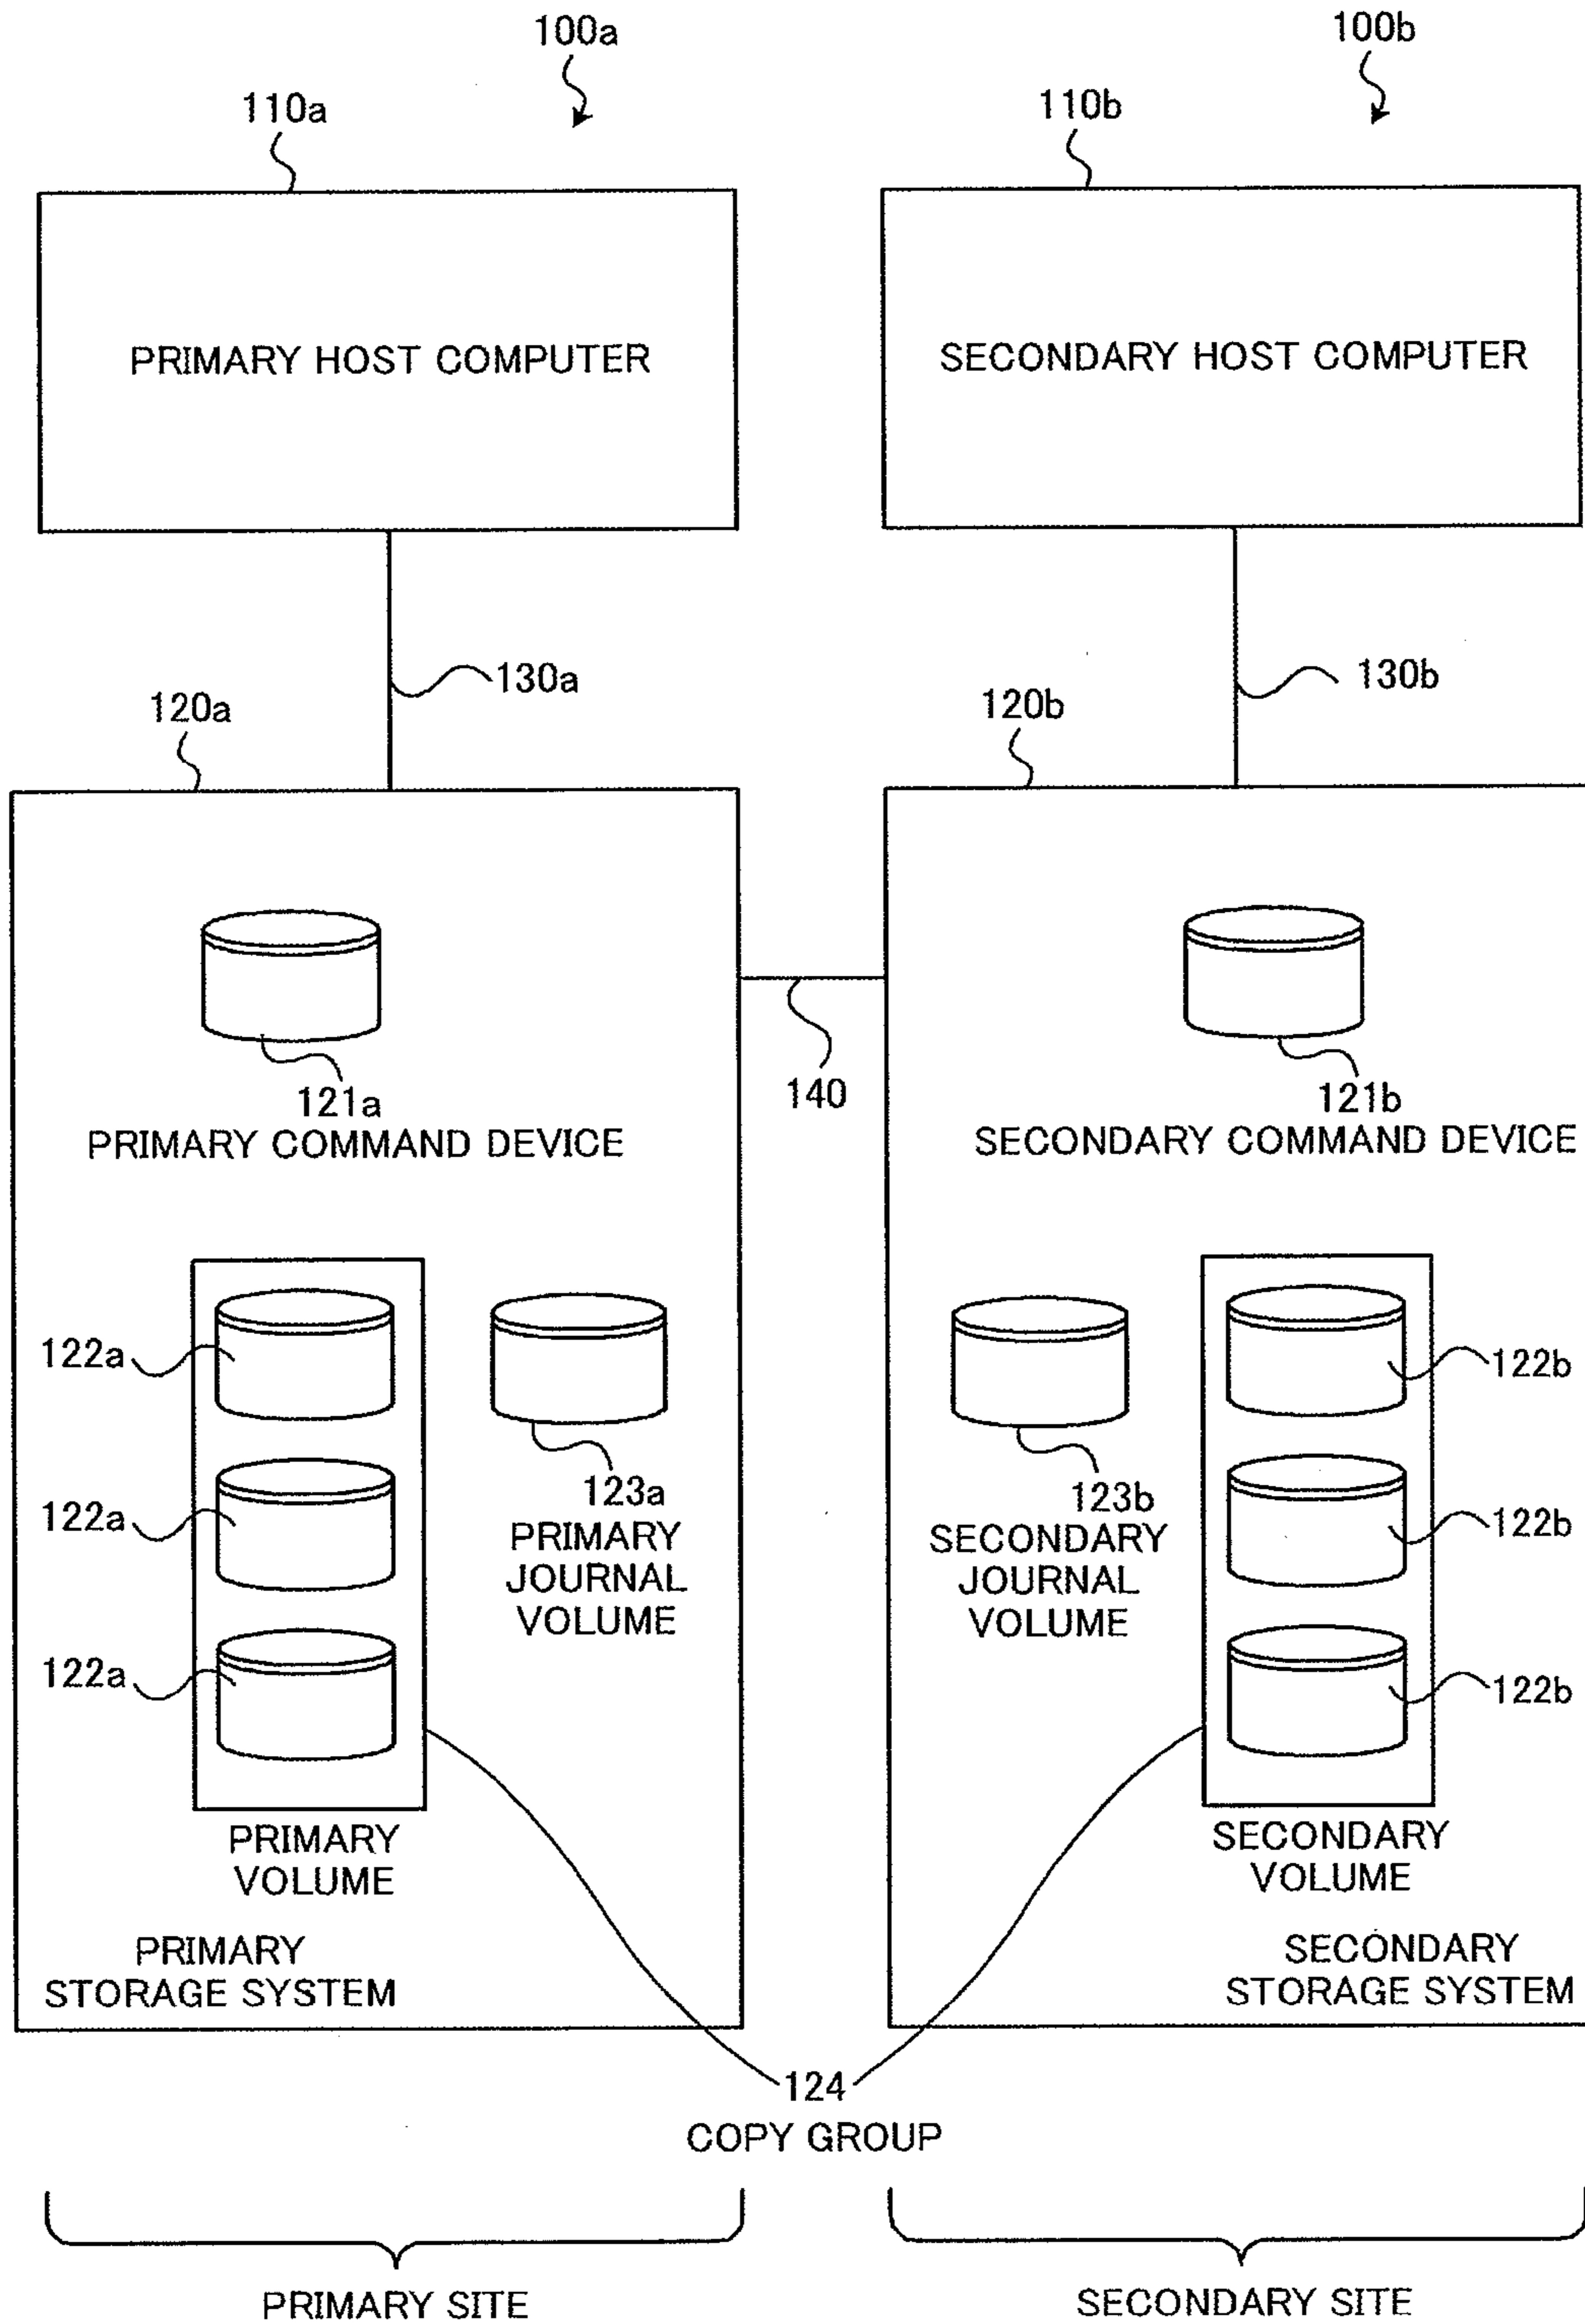 100a
100b
110a
110b
PRIMARY HOST COMPUTER
SECONDARY HOST COMPUTER
130a
130b
120a
120b
121a
PRIMARY COMMAND DEVICE
140
121b
SECONDARY COMMAND DEVICE
122a
122a
122a
123a
PRIMARY
JOURNAL
VOLUME
123b
SECONDARY
JOURNAL
VOLUME
122b
122b
122b
PRIMARY
VOLUME
SECONDARY
VOLUME
PRIMARY
STORAGE SYSTEM
SECONDARY
STORAGE SYSTEM
124
COPY GROUP
PRIMARY SITE
SECONDARY SITE